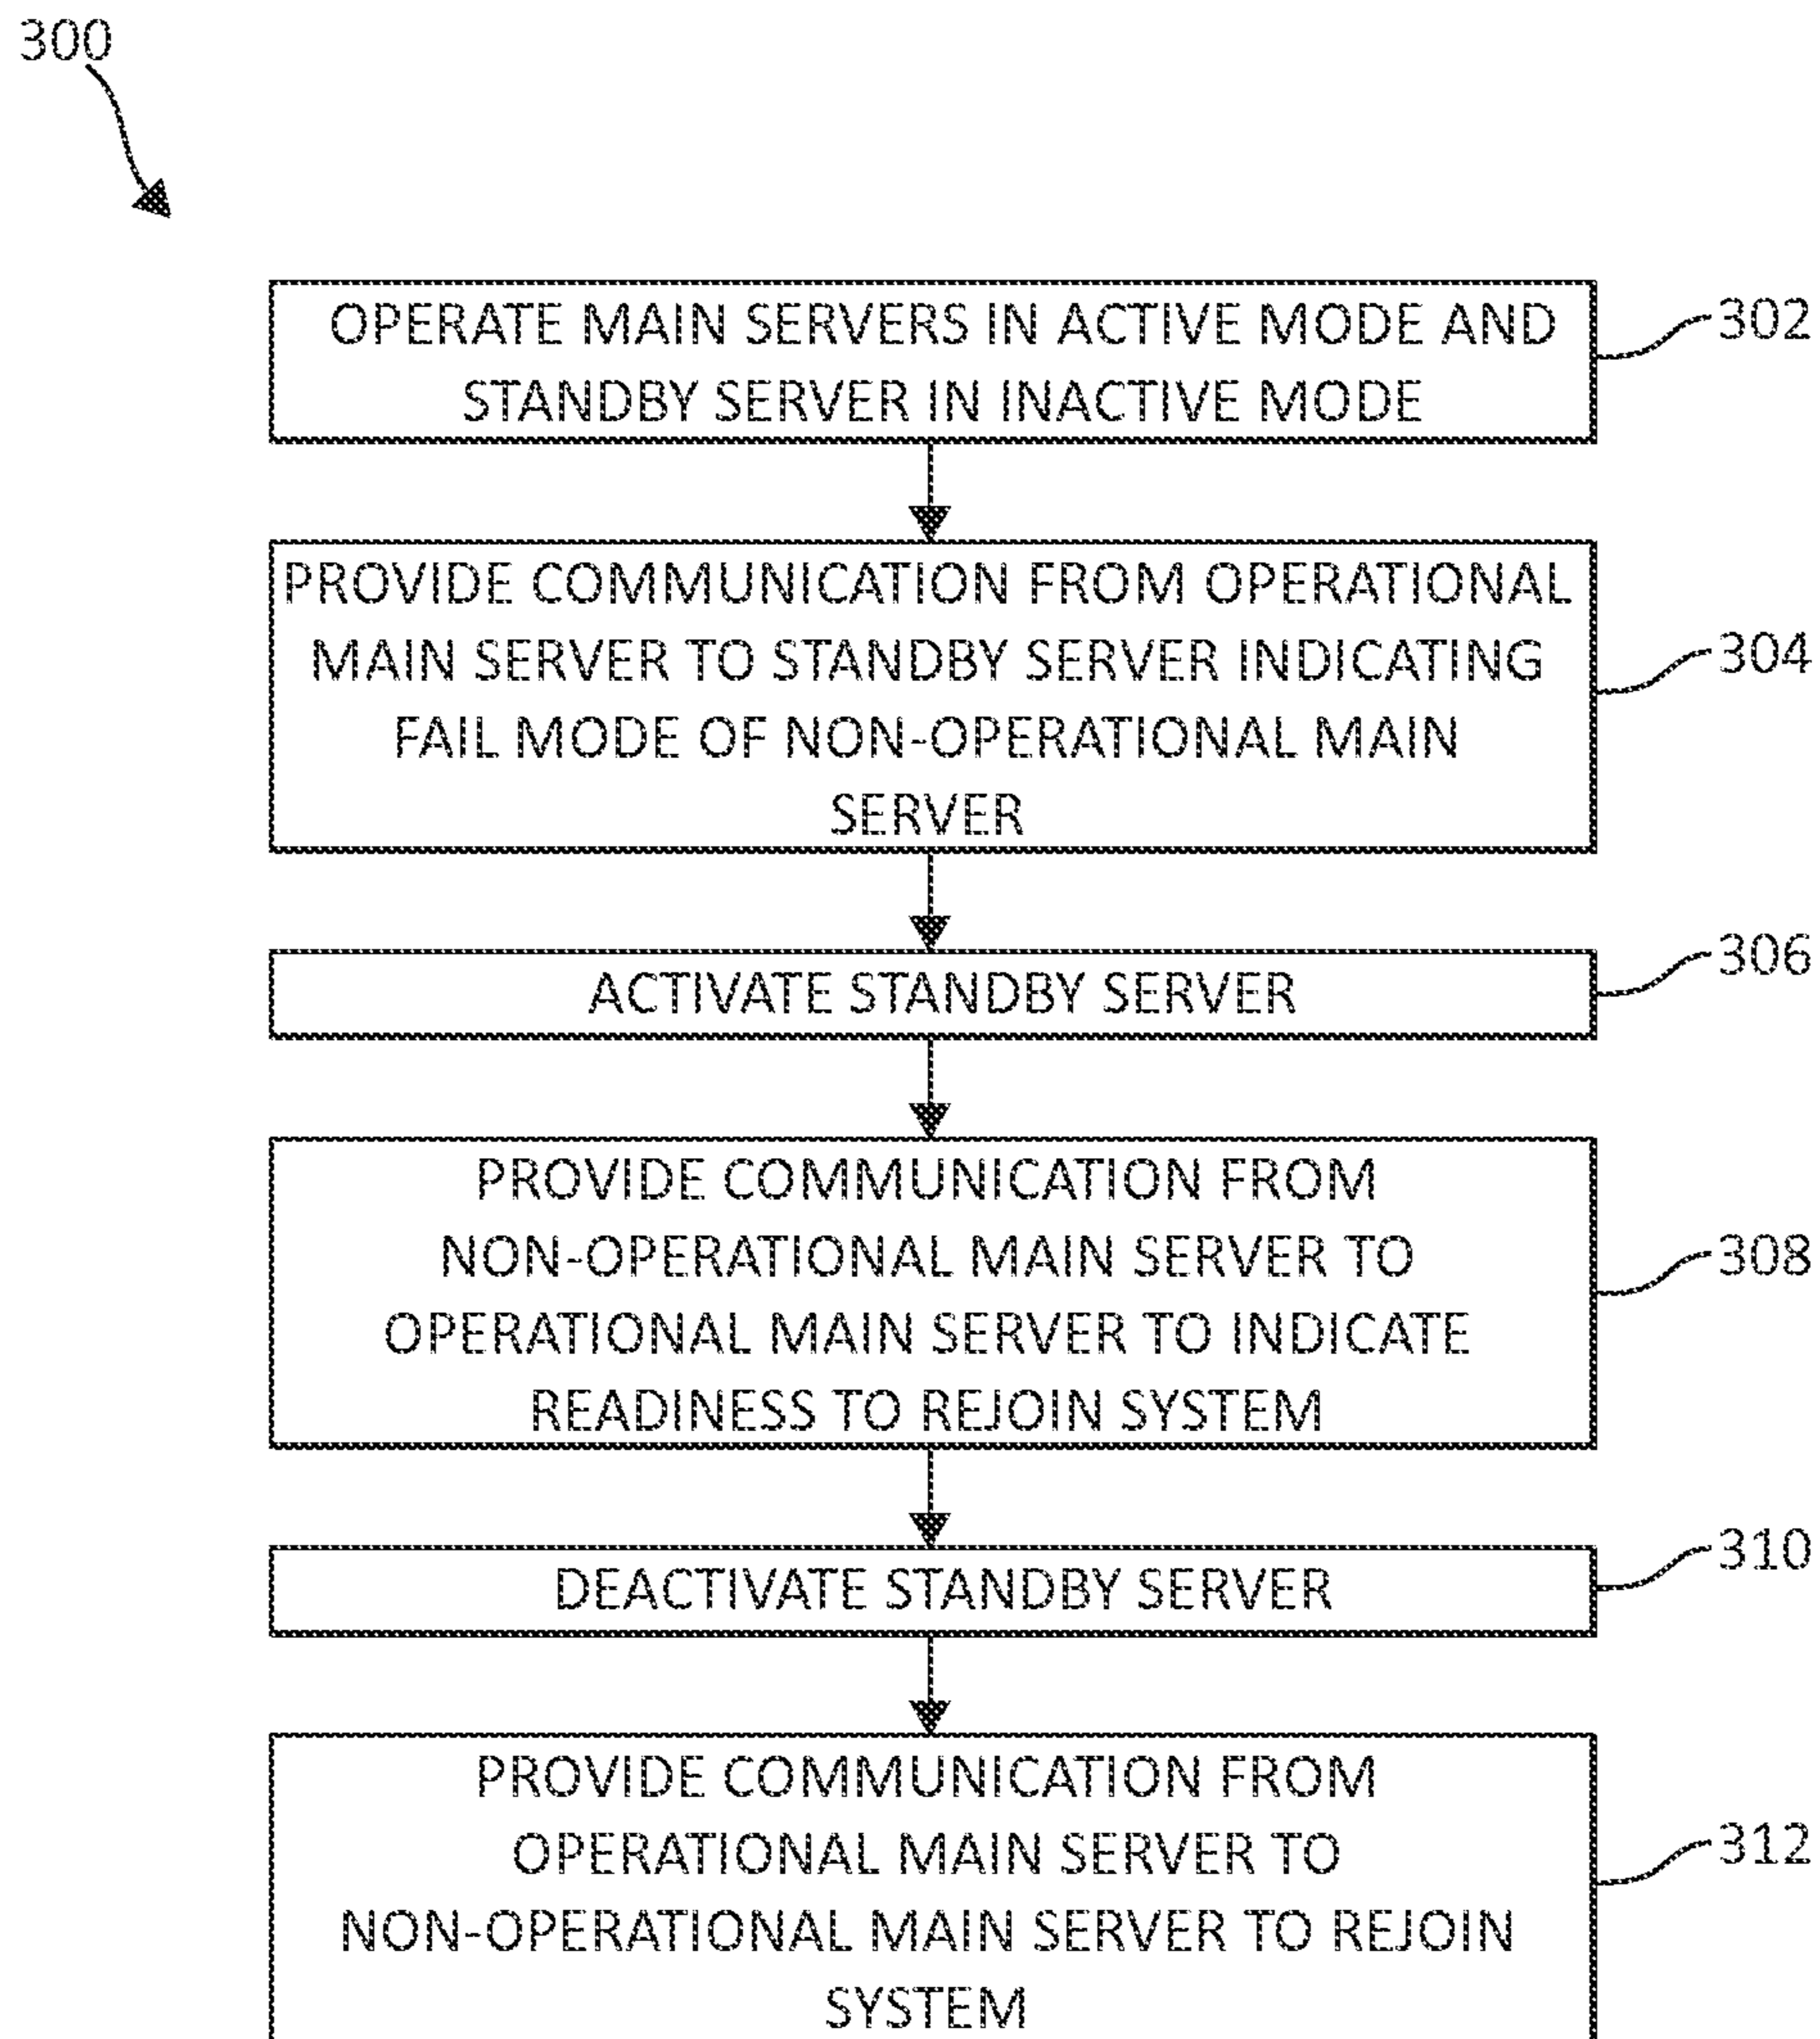 300
OPERATE MAIN SERVERS IN ACTIVE MODE AND
STANDBY SERVER IN INACTIVE MODE
302
PROVIDE COMMUNICATION FROM OPERATIONAL
MAIN SERVER TO STANDBY SERVER INDICATING
FAIL MODE OF NON-OPERATIONAL MAIN
SERVER
304
ACTIVATE STANDBY SERVER
306
PROVIDE COMMUNICATION FROM
NON-OPERATIONAL MAIN SERVER TO
OPERATIONAL MAIN SERVER TO INDICATE
READINESS TO REJOIN SYSTEM
308
DEACTIVATE STANDBY SERVER
310
PROVIDE COMMUNICATION FROM
OPERATIONAL MAIN SERVER TO
NON-OPERATIONAL MAIN SERVER TO REJOIN
SYSTEM
312